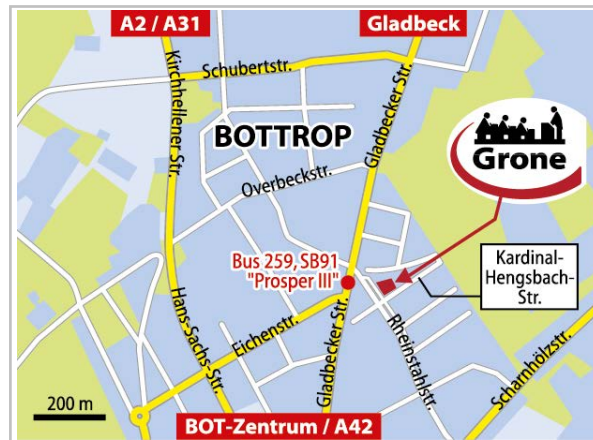 A2 / A31
Gladbeck
Schubertstr.
Kirchhellener Str.
Gladbecker Str.
BOTTROP
Grone
Overbeckstr.
Bus 259, SB91
"Prosper III"
Kardinal-
Hengsbach-
Str.
Hans-Sachs-Str.
Eichenstr.
Gladbecker Str.
Rheinstahlstr.
Scharnhölzstr.
200 m
BOT-Zentrum / A42